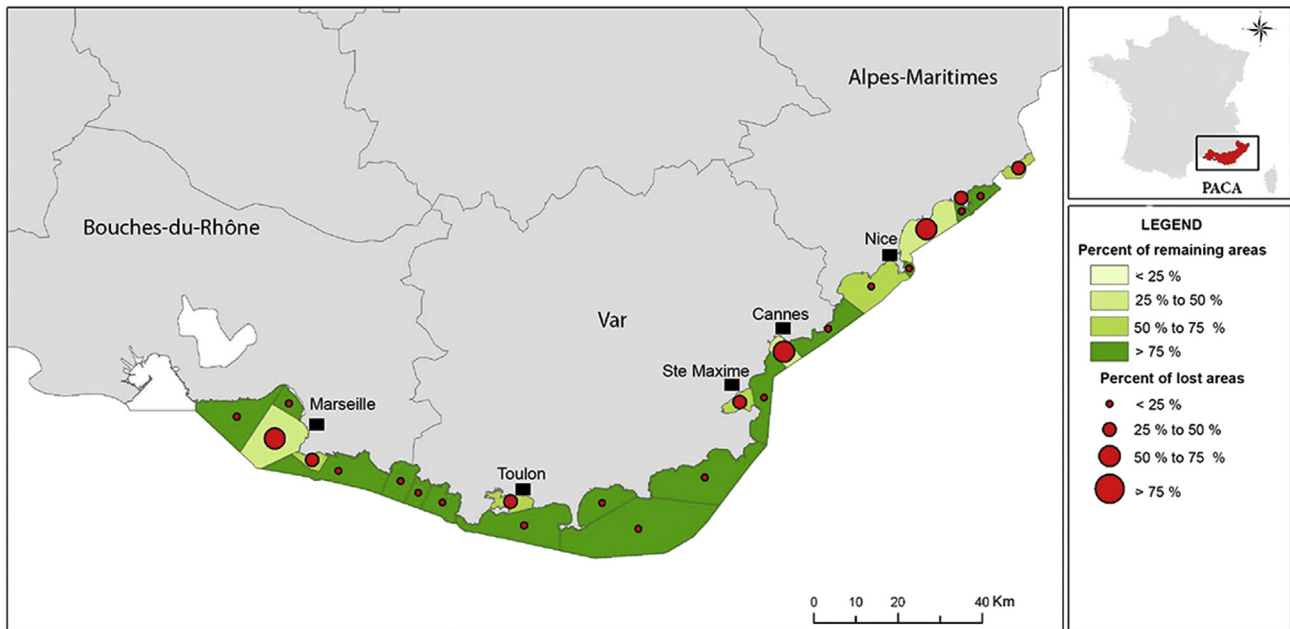 Alpes-Maritimes
Bouches-du-Rhône
Nice
Cannes
Var
Ste Maxime
Marseille
Toulon
0 10 20 40 Km
PACA
LEGEND
Percent of remaining areas
< 25 %
25 % to 50 %
50 % to 75 %
> 75 %
Percent of lost areas
< 25 %
25 % to 50 %
50 % to 75 %
> 75 %